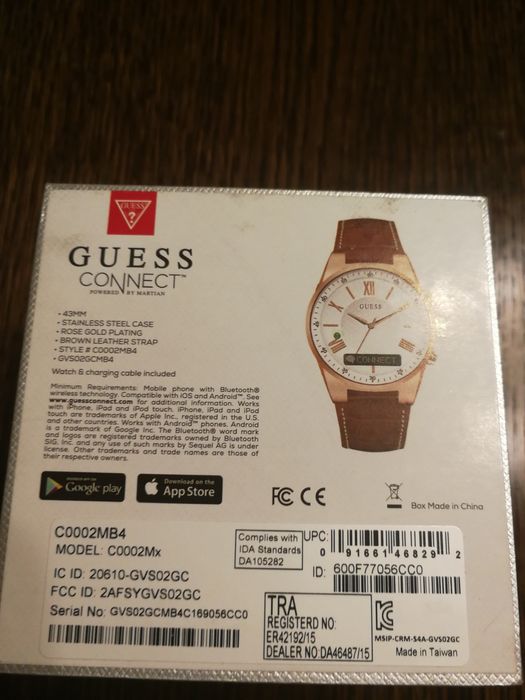 GUESS
?
GUESS
CONNECT™
POWERED BY MARTIAN
• 43MM
• STAINLESS STEEL CASE
• ROSE GOLD PLATING
• BROWN LEATHER STRAP
• STYLE # C0002MB4
• GVS02GCMB4
Watch & charging cable included
Minimum Requirements: Mobile phone with Bluetooth®
wireless technology. Compatible with iOS and Android™. See
www.guessconnect.com for additional information. Works
with iPhone, iPad and iPod touch. iPhone, iPad and iPod
touch are trademarks of Apple Inc., registered in the U.S.
and other countries. Works with Android™ phones. Android
is a trademark of Google Inc. The Bluetooth® word mark
and logos are registered trademarks owned by Bluetooth
SIG, Inc. and any use of such marks by Sequel AG is under
license. Other trademarks and trade names are those of
their respective owners.
XII
GUESS
CONNECT
Google play
Download on the
App Store
FC CE
Box Made in China
C0002MB4
MODEL: C0002Mx
IC ID: 20610-GVS02GC
FCC ID: 2AFSYGVS02GC
Serial No: GVS02GCMB4C169056CC0
Complies with
IDA Standards
DA105282
UPC:
0 91661 46829 2
ID: 600F77056CC0
TRA
REGISTERD NO:
ER42192/15
DEALER NO:DA46487/15
MSIP-CRM-S4A-GVS02GC
Made in Taiwan